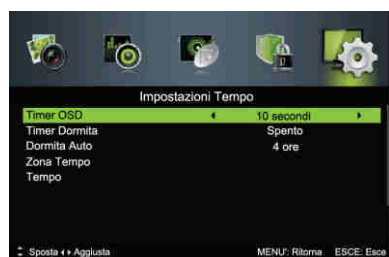 Impostazioni Tempo
Timer OSD 10 secondi
Timer Dormita Spento
Dormita Auto 4 ore
Zona Tempo
Tempo
Sposta Aggiusta MENU': Ritorna ESCE: Esce